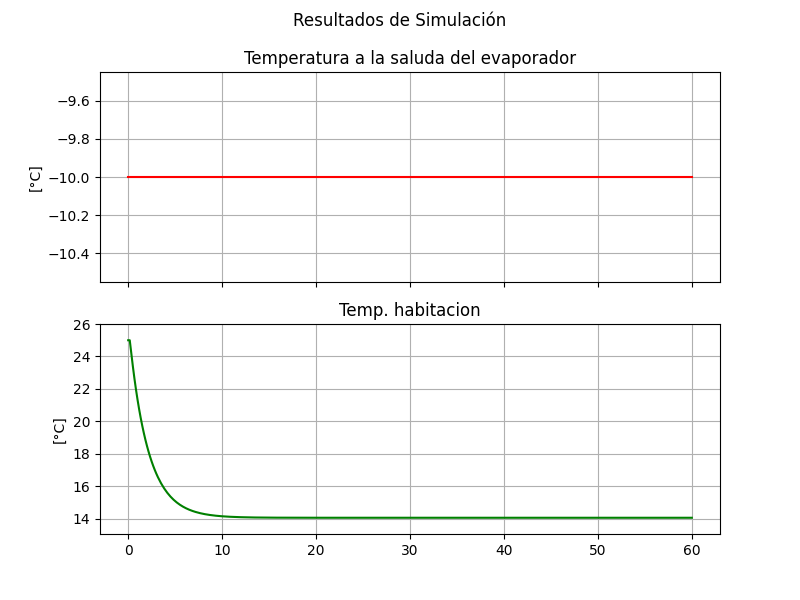 Resultados de Simulación
Temperatura a la saluda del evaporador
−9.6
−9.8
−10.0
−10.2
−10.4
[°C]
Temp. habitacion
26
24
22
20
18
16
14
[°C]
0 10 20 30 40 50 60